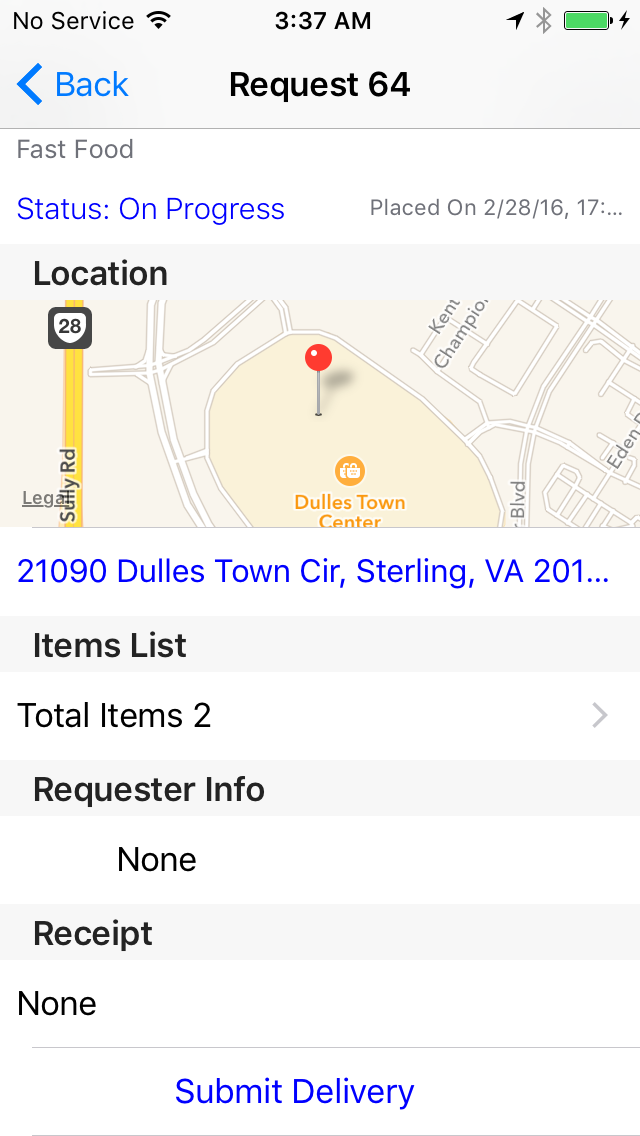 No Service 3:37 AM
Back Request 64
Fast Food
Status: On Progress Placed On 2/28/16, 17:...
Location
28
Kent
Champion
Sully Rd
Legal
Blvd
Eden
Dulles Town
Center
21090 Dulles Town Cir, Sterling, VA 201...
Items List
Total Items 2
Requester Info
None
Receipt
None
Submit Delivery